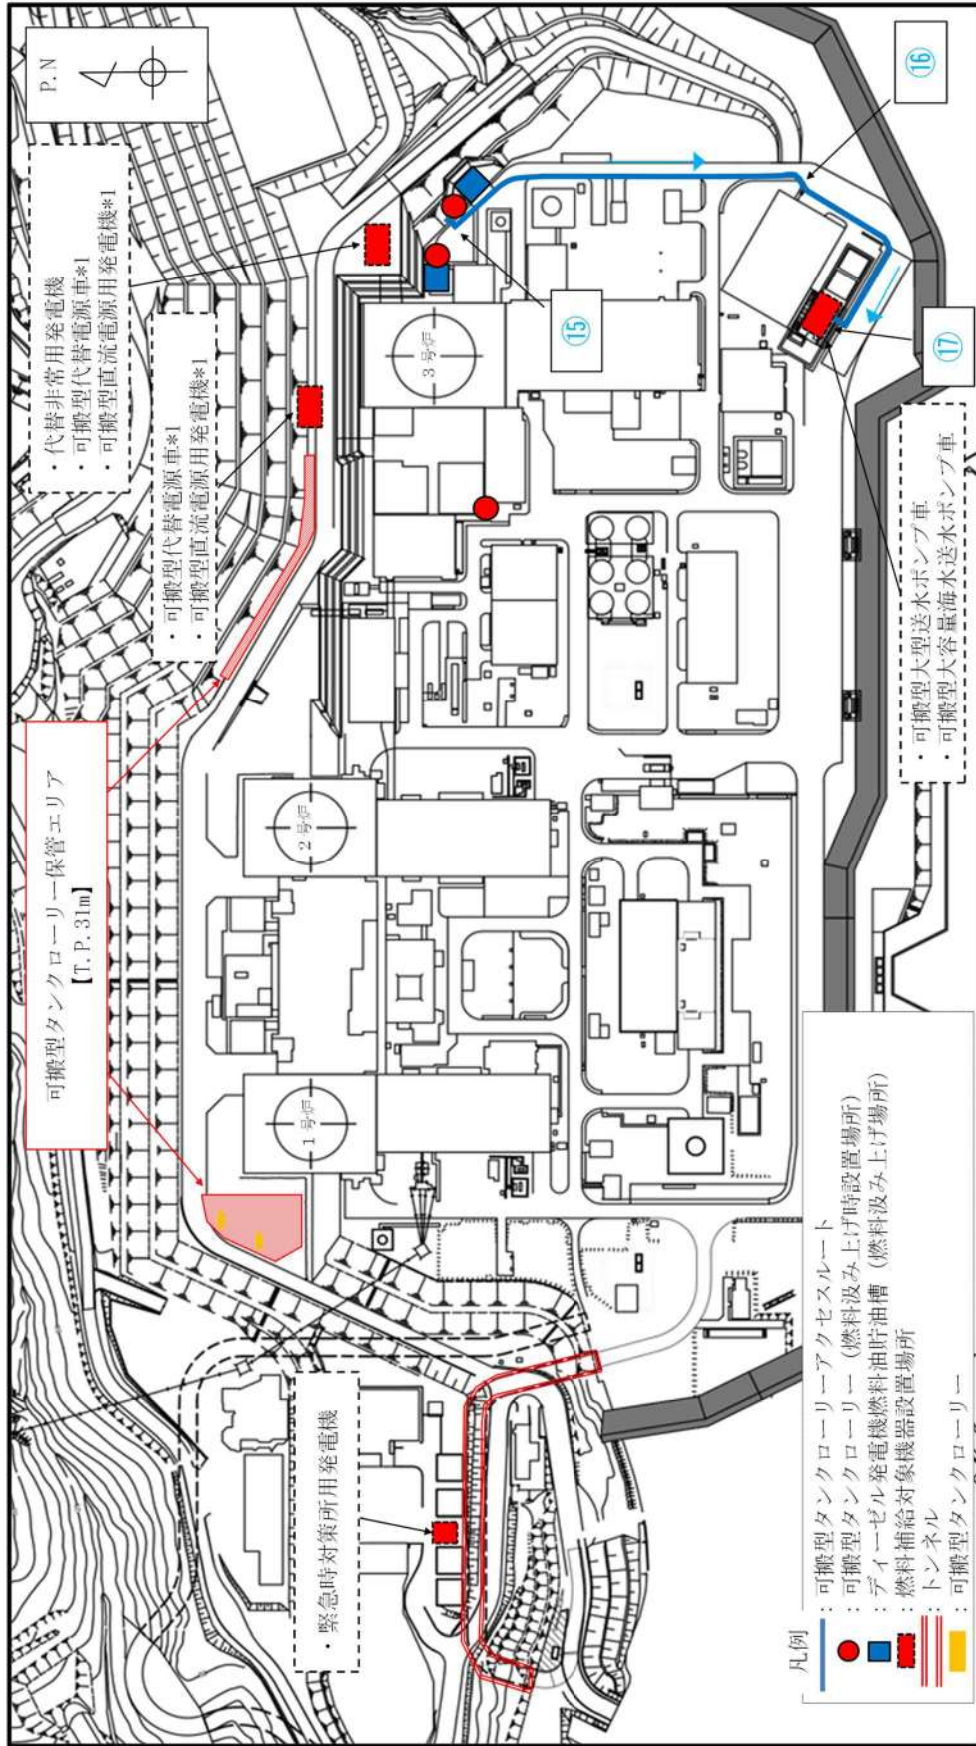 P.N
・代替非常用発電機
・可搬型代替電源車*1
・可搬型直流電源用発電機*1
・可搬型代替電源車*1
・可搬型直流電源用発電機*1
可搬型タンクローリー保管エリア
【T.P.31m】
・緊急時対策所用発電機
1号炉
2号炉
3号炉
⑮
⑯
⑰
・可搬型大型送水ポンプ車
・可搬型大容量海水送水ポンプ車
凡例
：可搬型タンクローリーアクセスルート
：可搬型タンクローリー（燃料汲み上げ時設置場所）
：ディーゼル発電機燃料油貯油槽（燃料汲み上げ場所）
：燃料補給対象機器設置場所
：トンネル
：可搬型タンクローリー